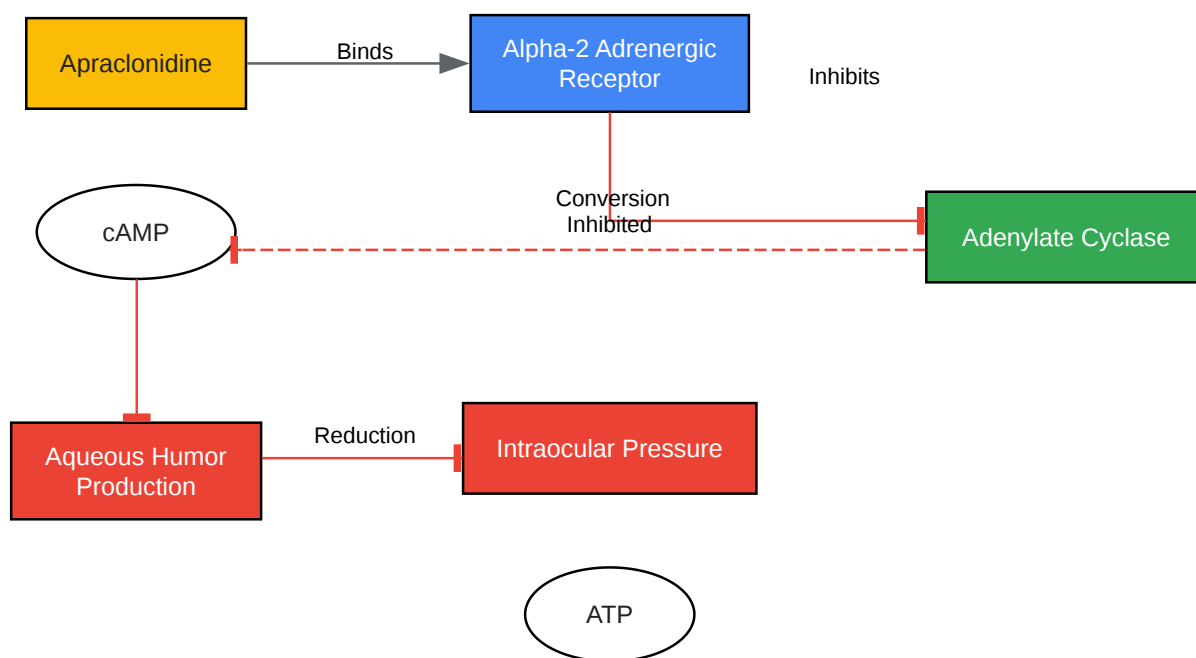 Apraclonidine
Binds
Alpha-2 Adrenergic
Receptor
Inhibits
cAMP
Conversion
Inhibited
Adenylate Cyclase
Aqueous Humor
Production
Reduction
Intraocular Pressure
ATP